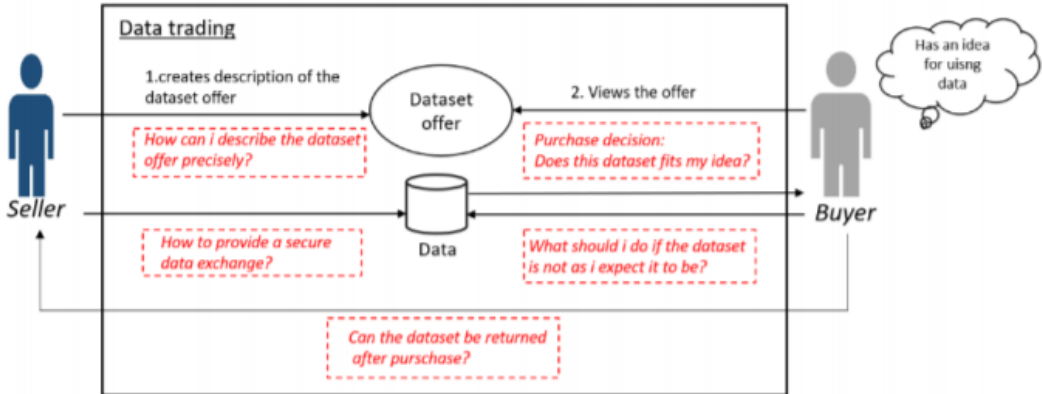 Data trading
Has an idea
for uisng
data
1.creates description of the
dataset offer
Dataset
offer
2. Views the offer
How can i describe the dataset
offer precisely?
Purchase decision:
Does this dataset fits my idea?
Seller
Data
Buyer
How to provide a secure
data exchange?
What should i do if the dataset
is not as i expect it to be?
Can the dataset be returned
after purschase?